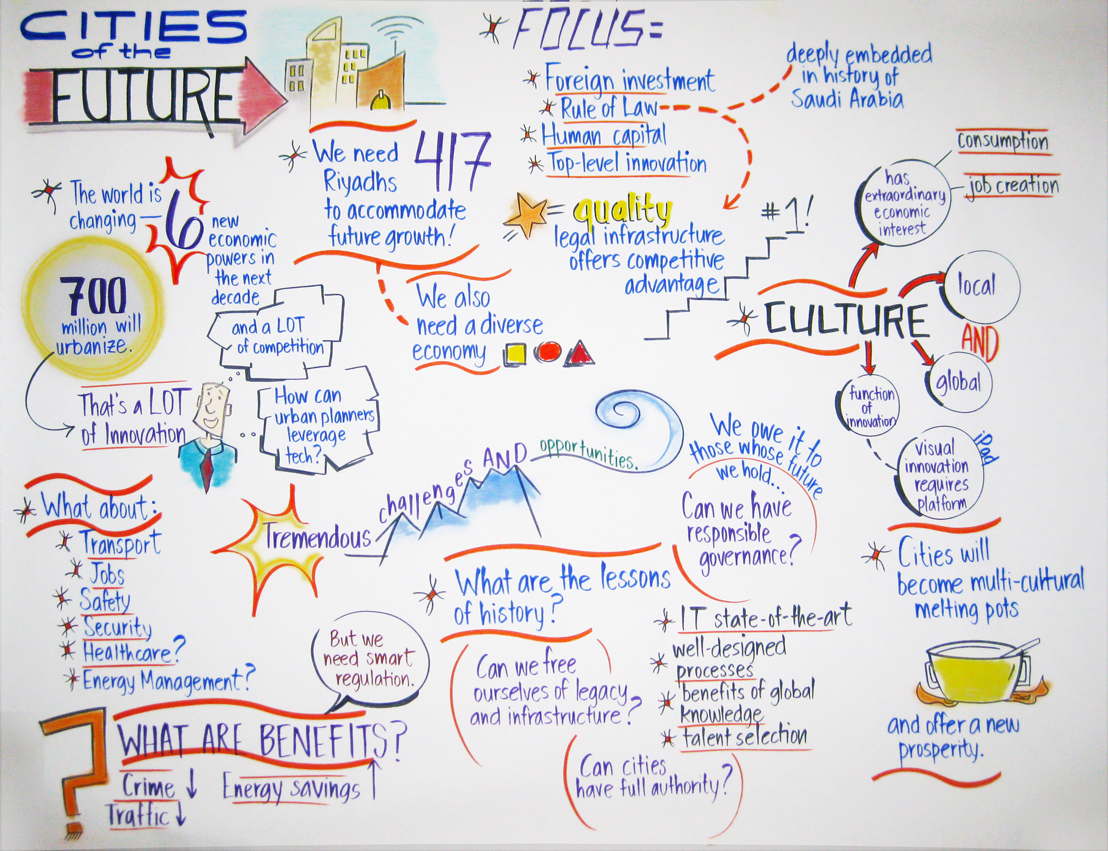 CITIES
of the
FUTURE
The world is
changing —
6
new
economic
powers in
the next
decade
700
million will
urbanize.
That's a LOT
of Innovation
and a LOT
of competition
How can
urban planners
leverage
tech?
We need 417
Riyadhs
to accommodate
future growth!
We also
need a diverse
economy
FOCUS=
Foreign investment
Rule of Law
Human capital
Top-level innovation
deeply embedded
in history of
Saudi Arabia
= quality
legal infrastructure
offers competitive
advantage
#1!
CULTURE
has
extraordinary
economic
interest
consumption
job creation
local
AND
global
function
of
innovation
visual
innovation
requires
platform
iPad
Cities will
become multi-cultural
melting pots
and offer a new
prosperity.
Tremendous
challenges AND
opportunities.
We owe it to
those whose future
we hold...
Can we have
responsible
governance?
What are the lessons
of history?
Can we free
ourselves of legacy
and infrastructure?
Can cities
have full authority?
IT state-of-the-art
well-designed
processes
benefits of global
knowledge
talent selection
What about:
Transport
Jobs
Safety
Security
Healthcare?
Energy Management?
But we
need smart
regulation.
?
WHAT ARE BENEFITS?
Crime ↓ Energy savings ↑
Traffic ↓